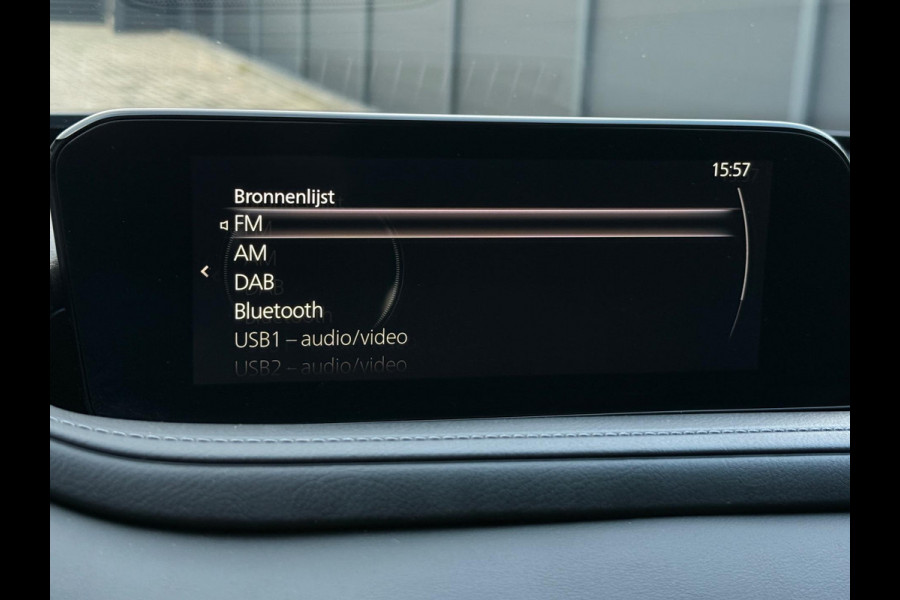 15:57
Bronnenlijst
FM
AM
DAB
Bluetooth
USB1 – audio/video
USB2 – audio/video